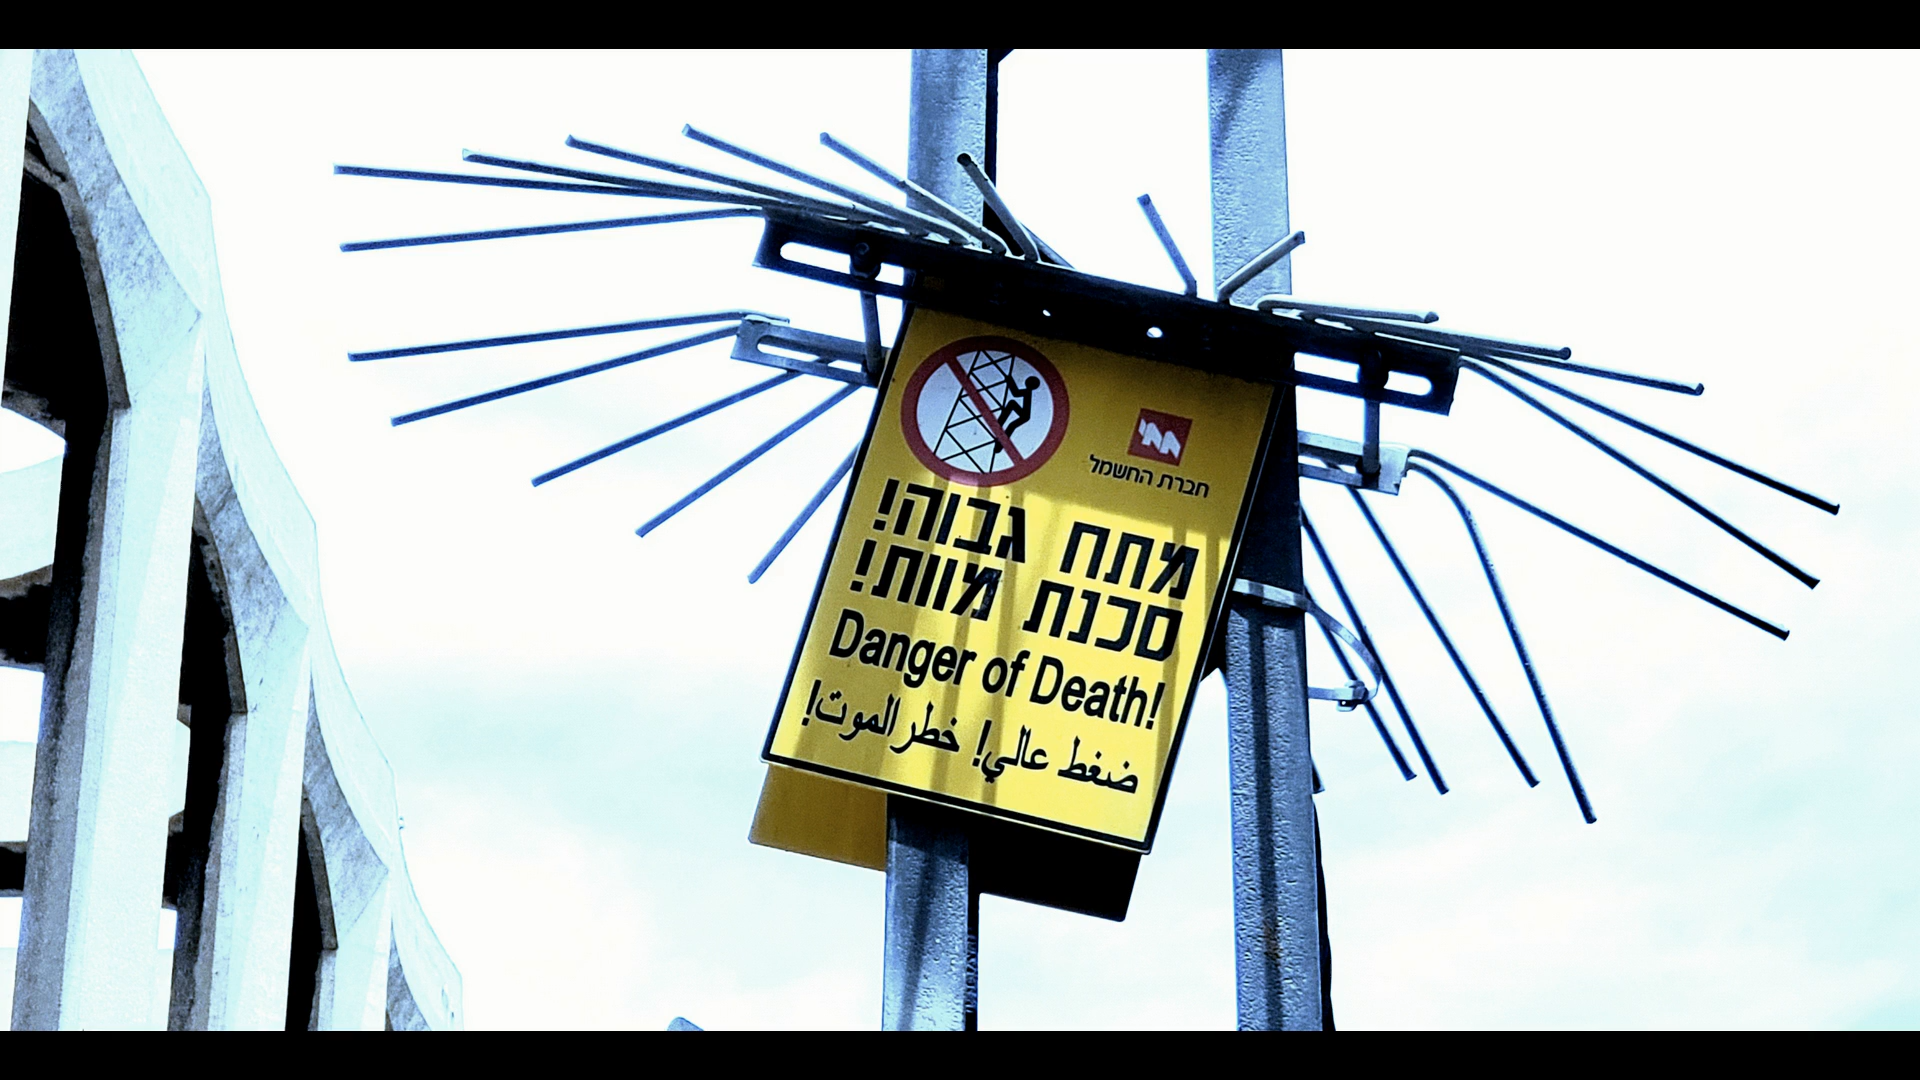 חברת החשמל
מתח גבוה!
סכנת מוות!
Danger of Death!
ضغط عالي! خطر الموت!